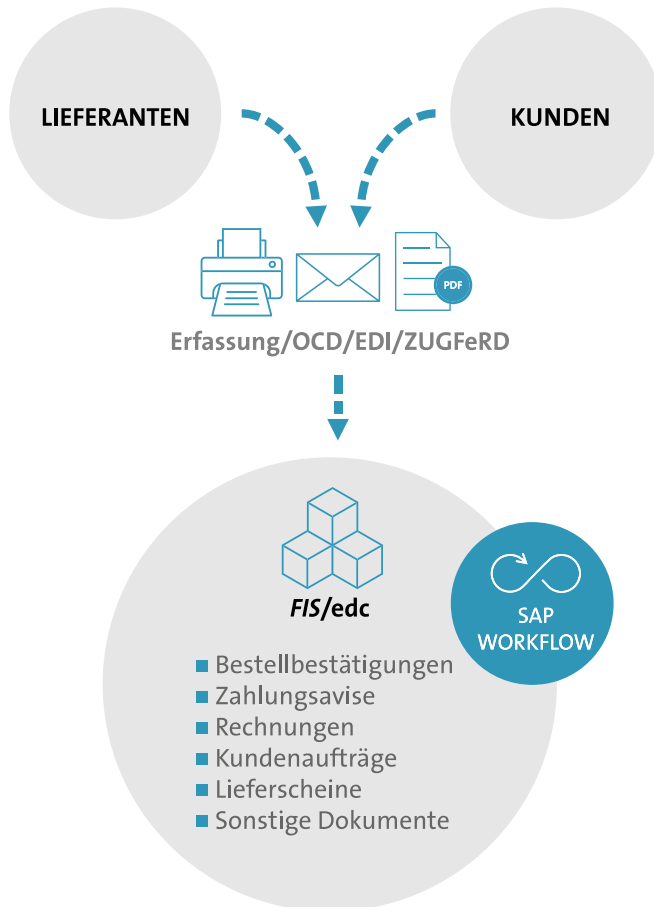 LIEFERANTEN
KUNDEN
PDF
Erfassung/OCD/EDI/ZUGFeRD
FIS/edc
SAP
WORKFLOW
Bestellbestätigungen
Zahlungsavise
Rechnungen
Kundenaufträge
Lieferscheine
Sonstige Dokumente